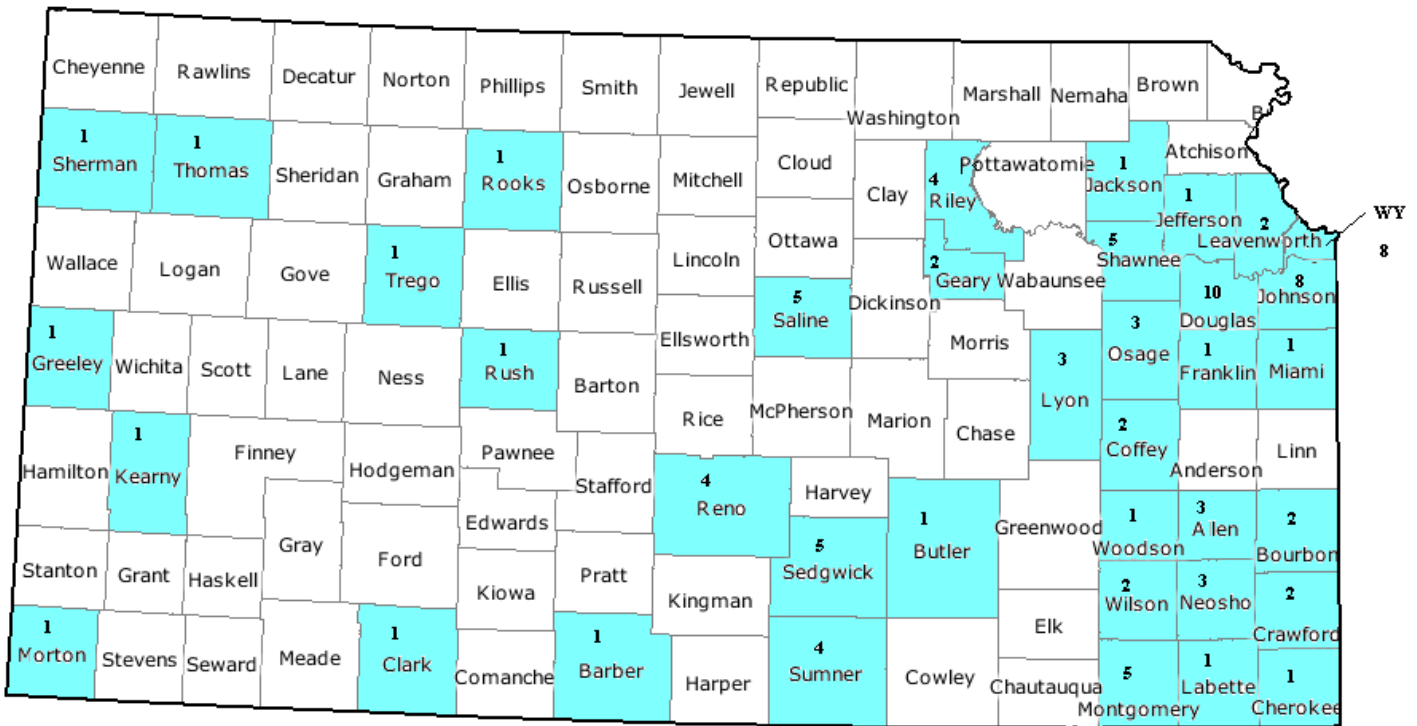 Cheyenne
Rawlins
Decatur
Norton
Phillips
Smith
Jewell
Republic
Washington
Marshall
Nemaha
Brown
B
1
Sherman
1
Thomas
Sheridan
Graham
1
Rooks
Osborne
Mitchell
Cloud
Clay
4
Riley
Pottawatomie
1
Jackson
Atchison
1
Jefferson
2
Leavenworth
WY
8
Wallace
Logan
Gove
1
Trego
Ellis
Russell
Lincoln
Ottawa
5
Saline
Dickinson
2
Geary
Wabaunsee
5
Shawnee
10
Douglas
8
Johnson
1
Greeley
Wichita
Scott
Lane
Ness
1
Rush
Barton
Ellsworth
Rice
McPherson
Marion
Morris
Chase
3
Lyon
3
Osage
1
Franklin
1
Miami
Hamilton
1
Kearny
Finney
Hodgeman
Pawnee
Stafford
4
Reno
Harvey
2
Coffey
Anderson
Linn
Stanton
Grant
Haskell
Gray
Ford
Edwards
Kiowa
Pratt
Kingman
5
Sedgwick
1
Butler
Greenwood
1
Woodson
3
Allen
2
Bourbon
1
Morton
Stevens
Seward
Meade
1
Clark
Comanche
1
Barber
Harper
4
Sumner
Cowley
Elk
Chautauqua
2
Wilson
3
Neosho
2
Crawford
5
Montgomery
1
Labette
1
Cherokee